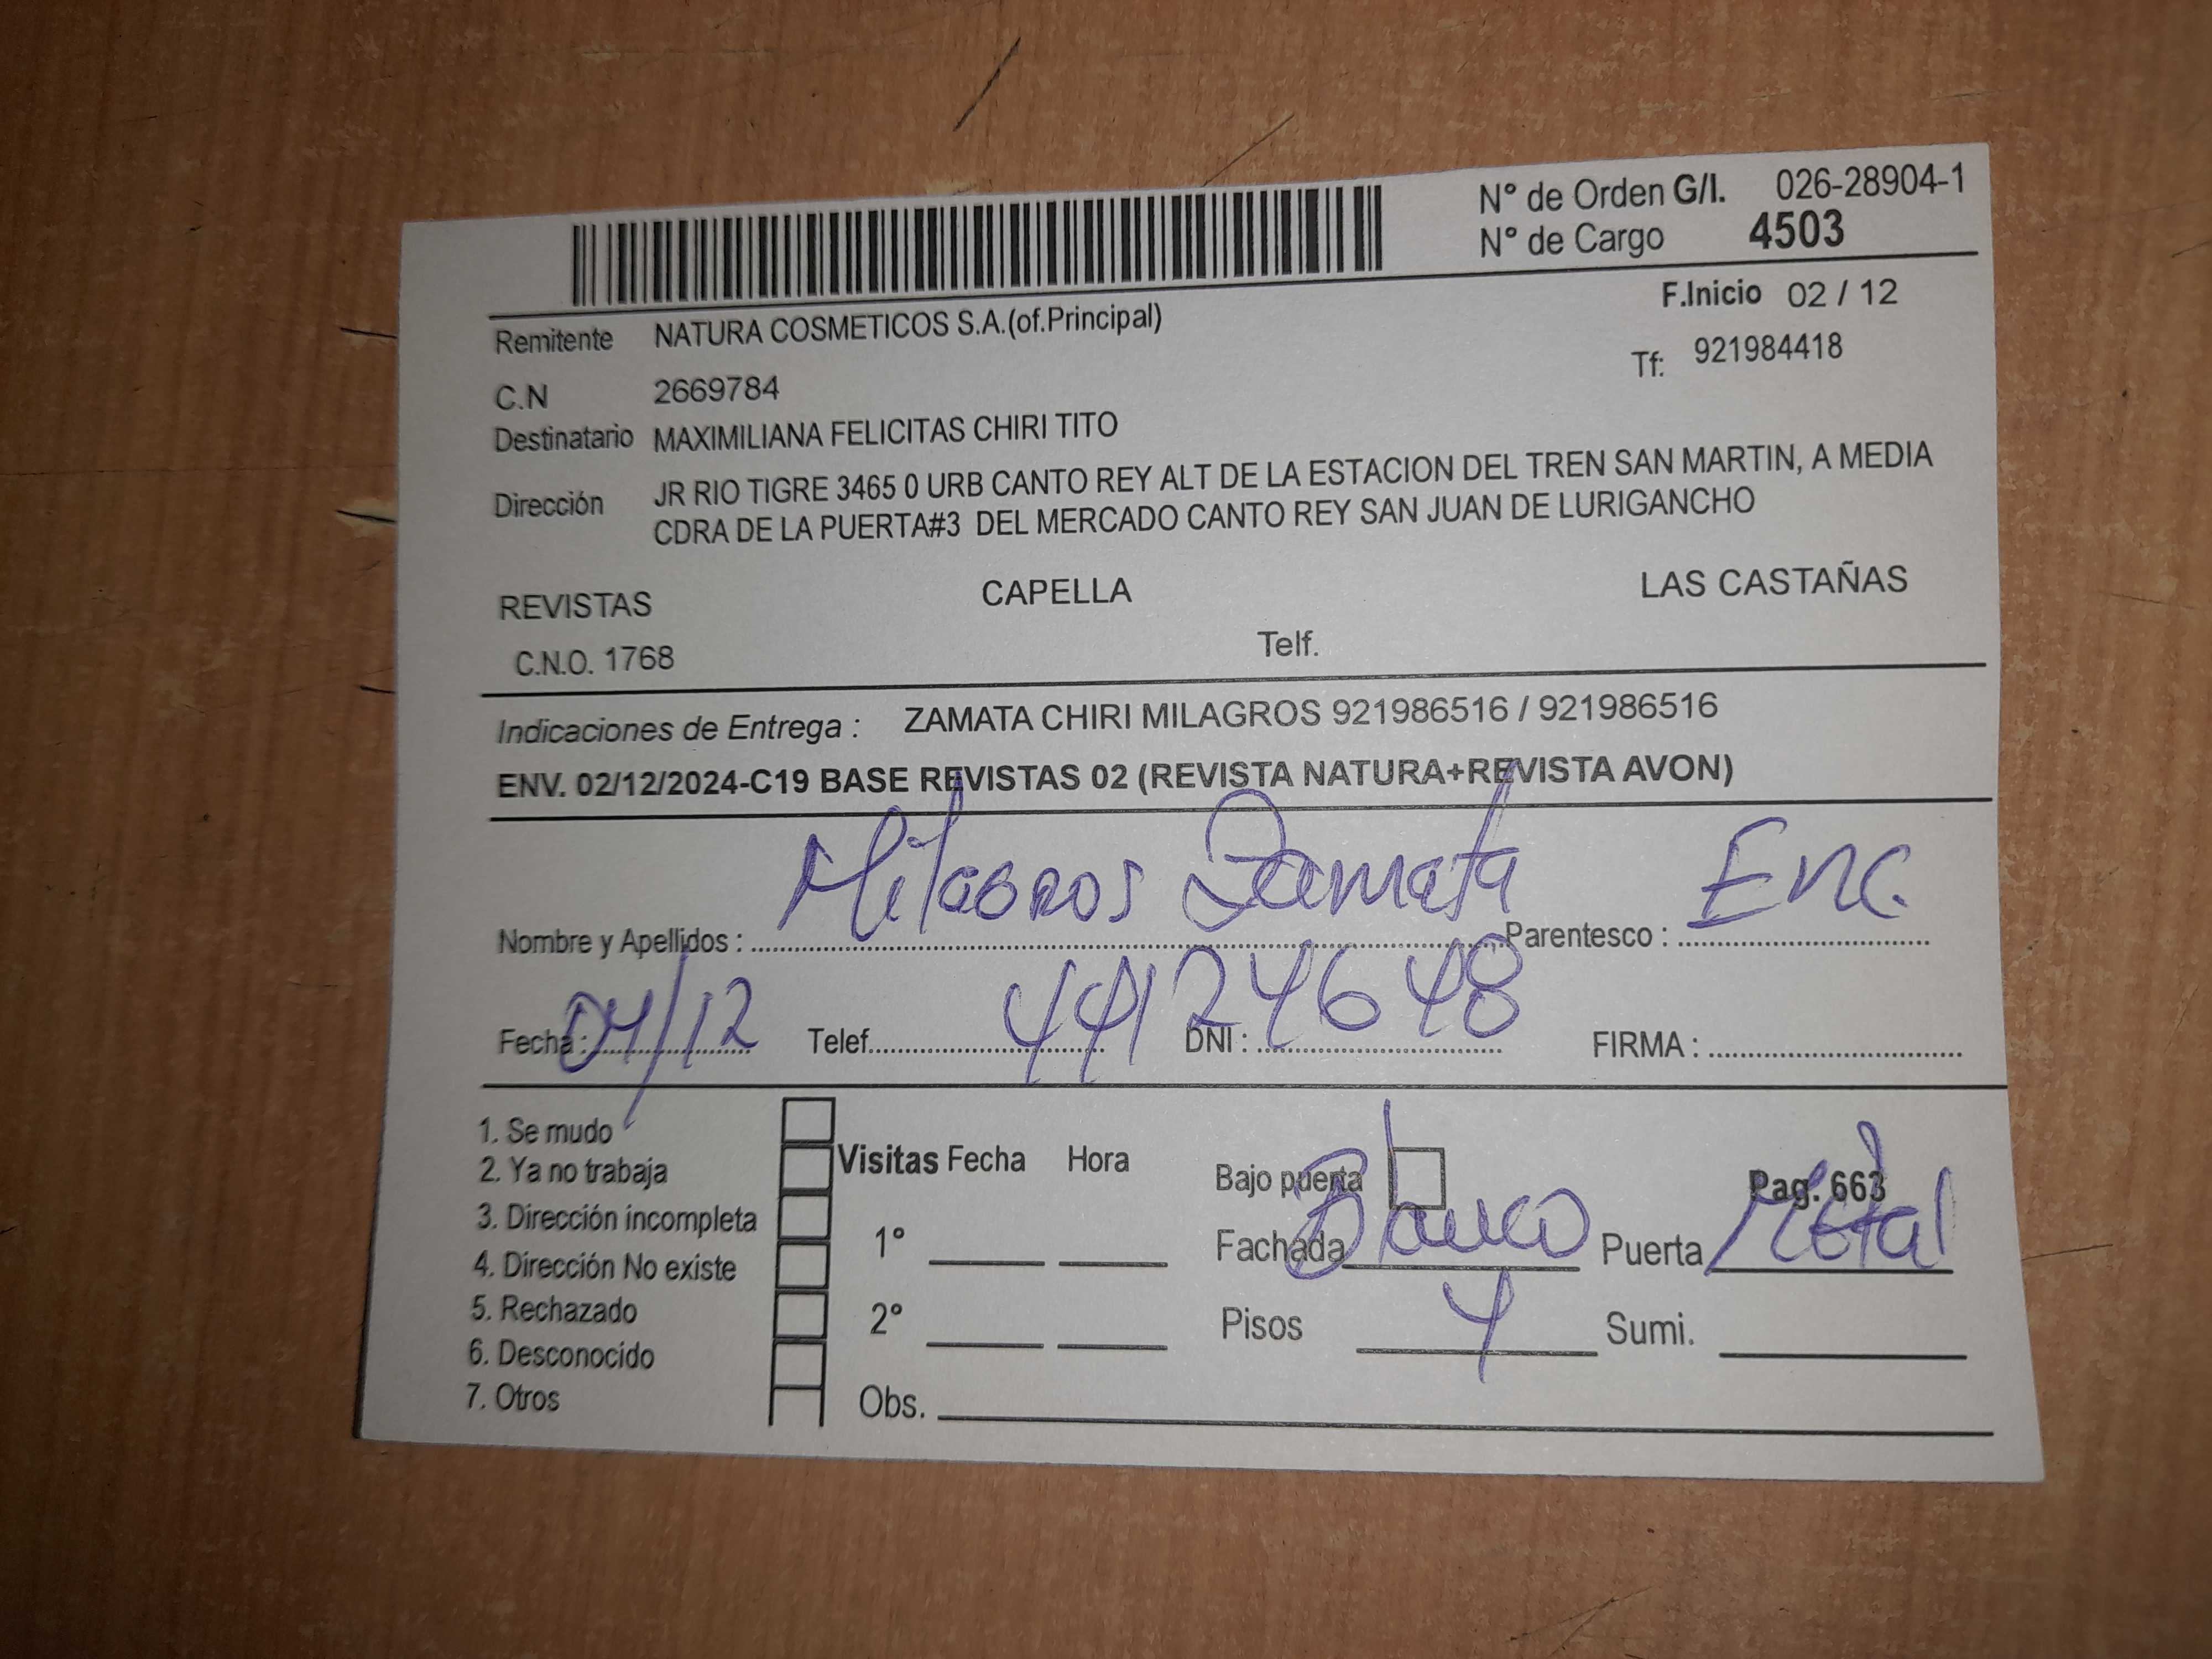 N° de Orden G/I. 026-28904-1
N° de Cargo 4503
F.Inicio 02 / 12
Remitente NATURA COSMETICOS S.A.(of.Principal)
Tf: 921984418
C.N 2669784
Destinatario MAXIMILIANA FELICITAS CHIRI TITO
Dirección JR RIO TIGRE 3465 0 URB CANTO REY ALT DE LA ESTACION DEL TREN SAN MARTIN, A MEDIA
CDRA DE LA PUERTA#3 DEL MERCADO CANTO REY SAN JUAN DE LURIGANCHO
REVISTAS CAPELLA LAS CASTAÑAS
C.N.O. 1768 Telf.
Indicaciones de Entrega : ZAMATA CHIRI MILAGROS 921986516 / 921986516
ENV. 02/12/2024-C19 BASE REVISTAS 02 (REVISTA NATURA+REVISTA AVON)
Nombre y Apellidos : Milagros Zamata Parentesco : Enc.
Fecha : 04/12 Telef. DNI : 44124648 FIRMA :
1. Se mudo
2. Ya no trabaja
3. Dirección incompleta
4. Dirección No existe
5. Rechazado
6. Desconocido
7. Otros
Visitas Fecha Hora
1°
2°
Obs.
Bajo puerta Pag. 663
Fachada Blanco Puerta Metal
Pisos 4 Sumi.